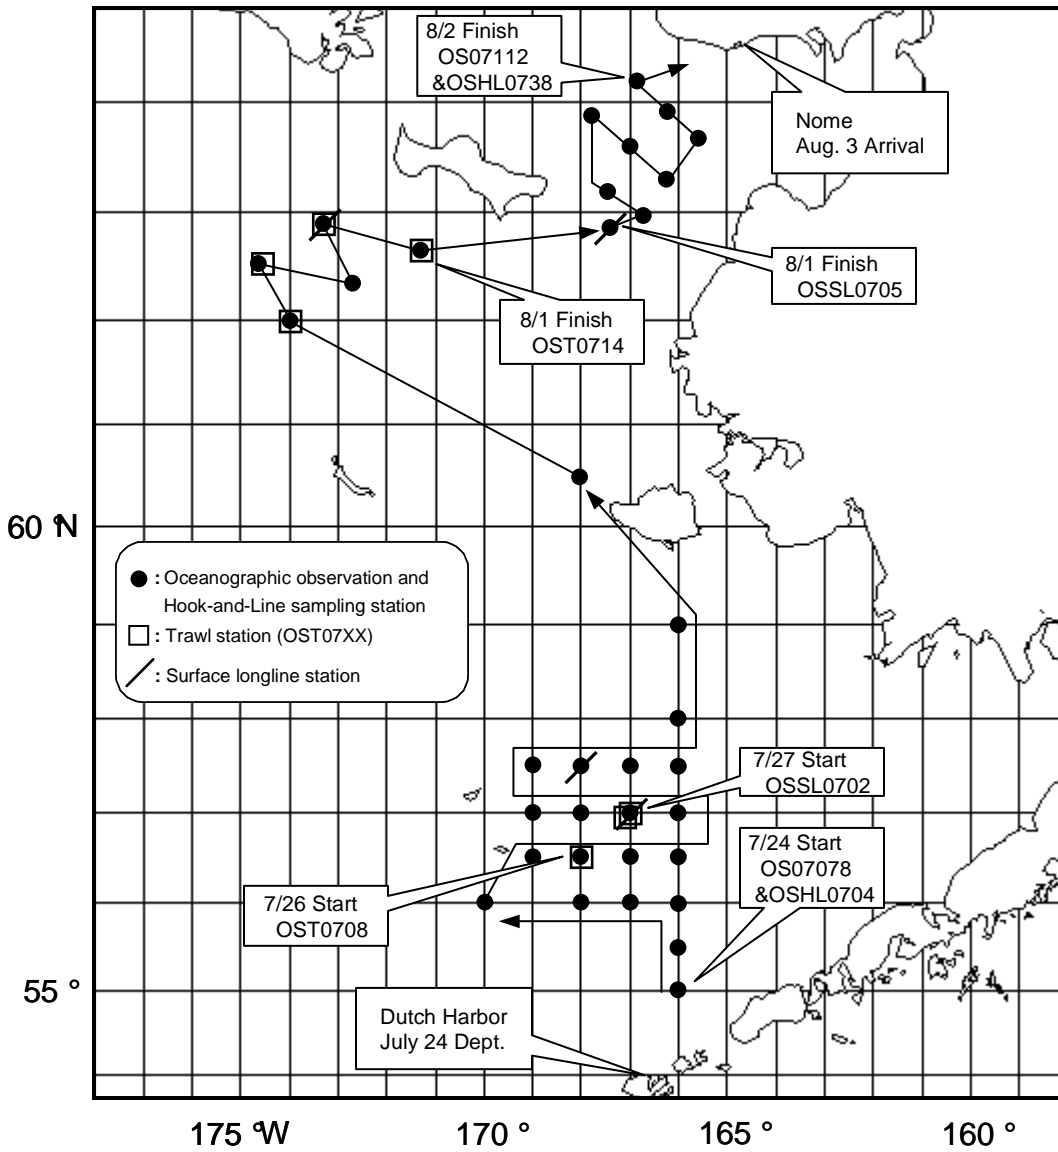 8/2 Finish
OS07112
&OSHL0738
Nome
Aug. 3 Arrival
8/1 Finish
OSSL0705
8/1 Finish
OST0714
60 °N
: Oceanographic observation and
Hook-and-Line sampling station
: Trawl station (OST07XX)
: Surface longline station
7/27 Start
OSSL0702
7/24 Start
OS07078
&OSHL0704
7/26 Start
OST0708
55 °
Dutch Harbor
July 24 Dept.
175 °W
170 °
165 °
160 °